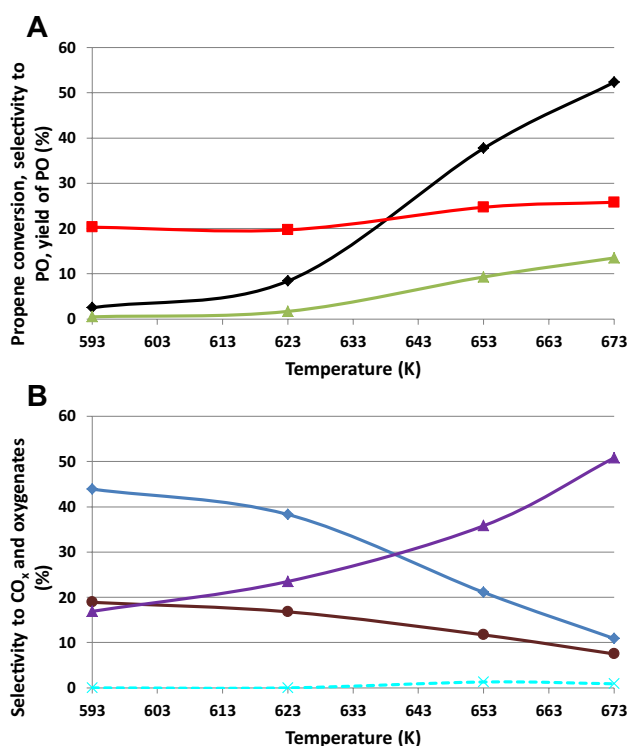 A
Propene conversion, selectivity to
PO, yield of PO (%)
60
50
40
30
20
10
0
593 603 613 623 633 643 653 663 673
Temperature (K)
B
Selectivity to COx and oxygenates
(%)
60
50
40
30
20
10
0
593 603 613 623 633 643 653 663 673
Temperature (K)